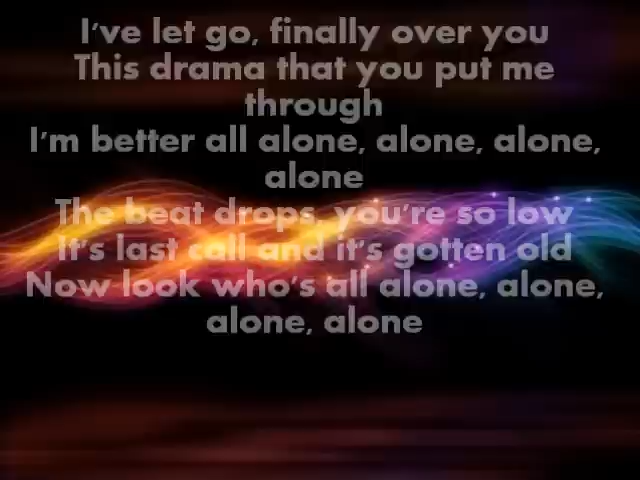 I've let go, finally over you
This drama that you put me
through
I'm better all alone, alone, alone,
alone
The beat drops, you're so low
It's last call and it's gotten old
Now look who's all alone, alone,
alone, alone